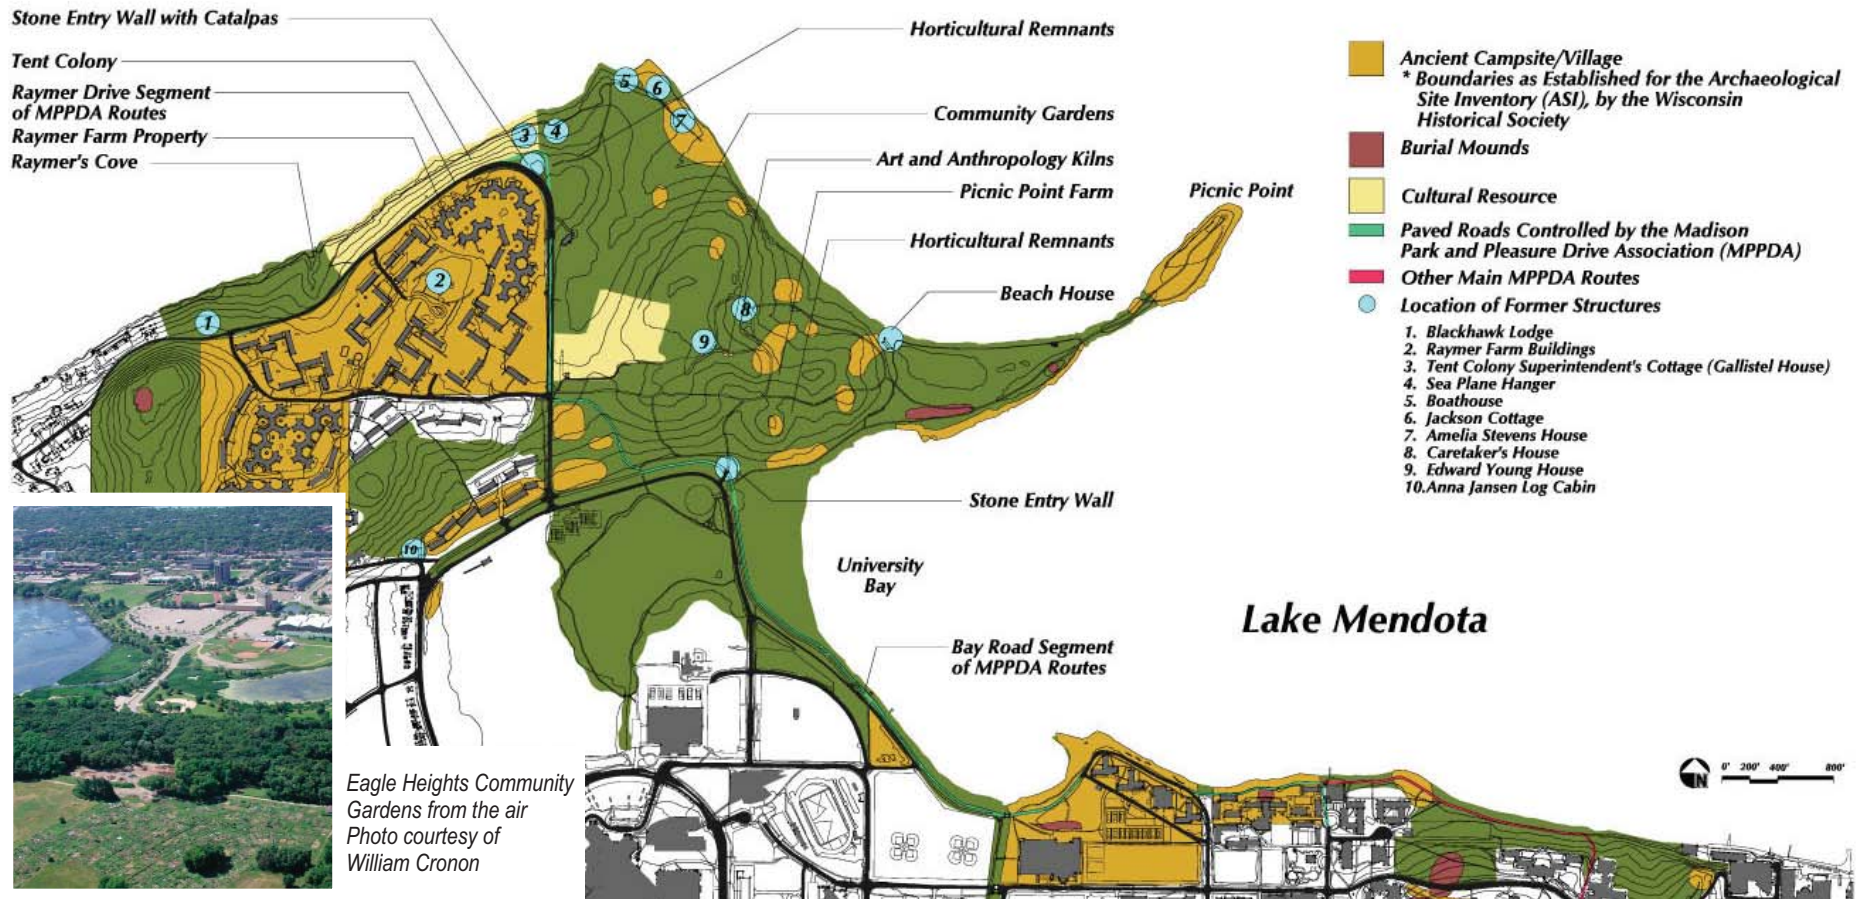 Stone Entry Wall with Catalpas
Tent Colony
Raymer Drive Segment
of MPPDA Routes
Raymer Farm Property
Raymer's Cove
Horticultural Remnants
Community Gardens
Art and Anthropology Kilns
Picnic Point Farm
Horticultural Remnants
Beach House
Picnic Point
Stone Entry Wall
University
Bay
Bay Road Segment
of MPPDA Routes
Lake Mendota
1
2
3
4
5
6
7
8
9
10
Ancient Campsite/Village
* Boundaries as Established for the Archaeological
Site Inventory (ASI), by the Wisconsin
Historical Society
Burial Mounds
Cultural Resource
Paved Roads Controlled by the Madison
Park and Pleasure Drive Association (MPPDA)
Other Main MPPDA Routes
Location of Former Structures
1. Blackhawk Lodge
2. Raymer Farm Buildings
3. Tent Colony Superintendent's Cottage (Gallistel House)
4. Sea Plane Hanger
5. Boathouse
6. Jackson Cottage
7. Amelia Stevens House
8. Caretaker's House
9. Edward Young House
10.Anna Jansen Log Cabin
N
0' 200' 400' 800'
Eagle Heights Community
Gardens from the air
Photo courtesy of
William Cronon